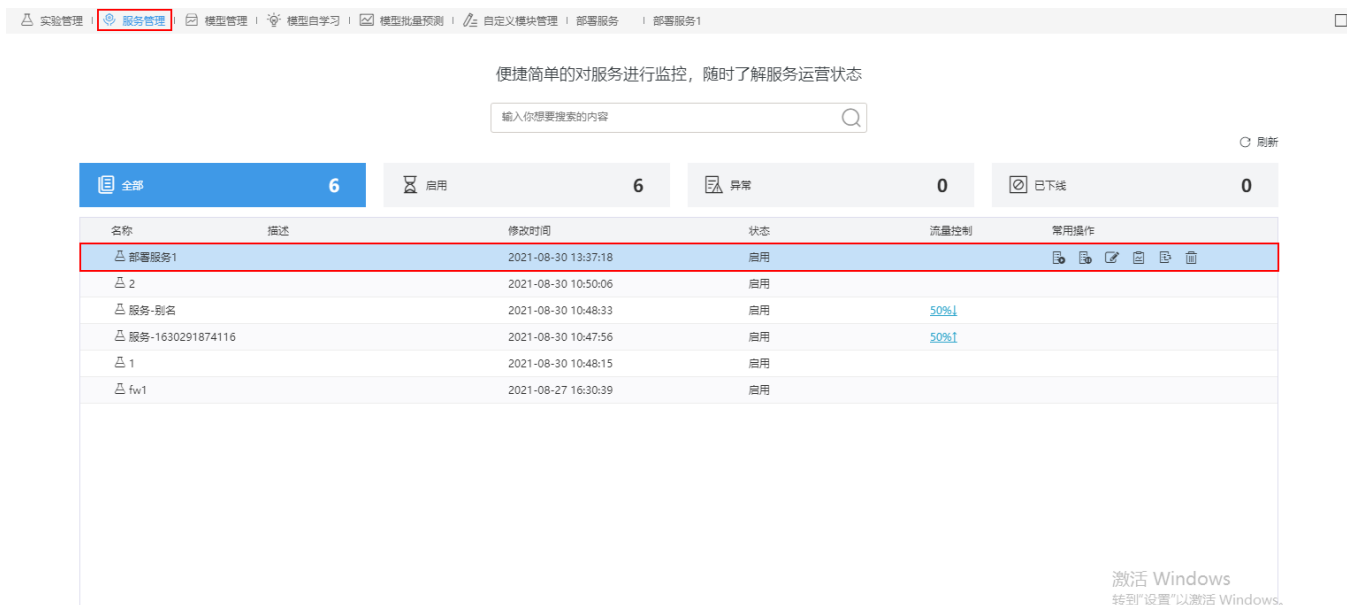 实验管理 服务管理 模型管理 模型自学习 模型批量预测 自定义模块管理 部署服务 部署服务1
便捷简单的对服务进行监控，随时了解服务运营状态
输入你想要搜索的内容
刷新
全部 6 启用 6 异常 0 已下线 0
名称 描述 修改时间 状态 流量控制 常用操作
部署服务1 2021-08-30 13:37:18 启用
2 2021-08-30 10:50:06 启用
服务-别名 2021-08-30 10:48:33 启用 50%↓
服务-1630291874116 2021-08-30 10:47:56 启用 50%↑
1 2021-08-30 10:48:15 启用
fw1 2021-08-27 16:30:39 启用
激活 Windows
转到"设置"以激活 Windows。